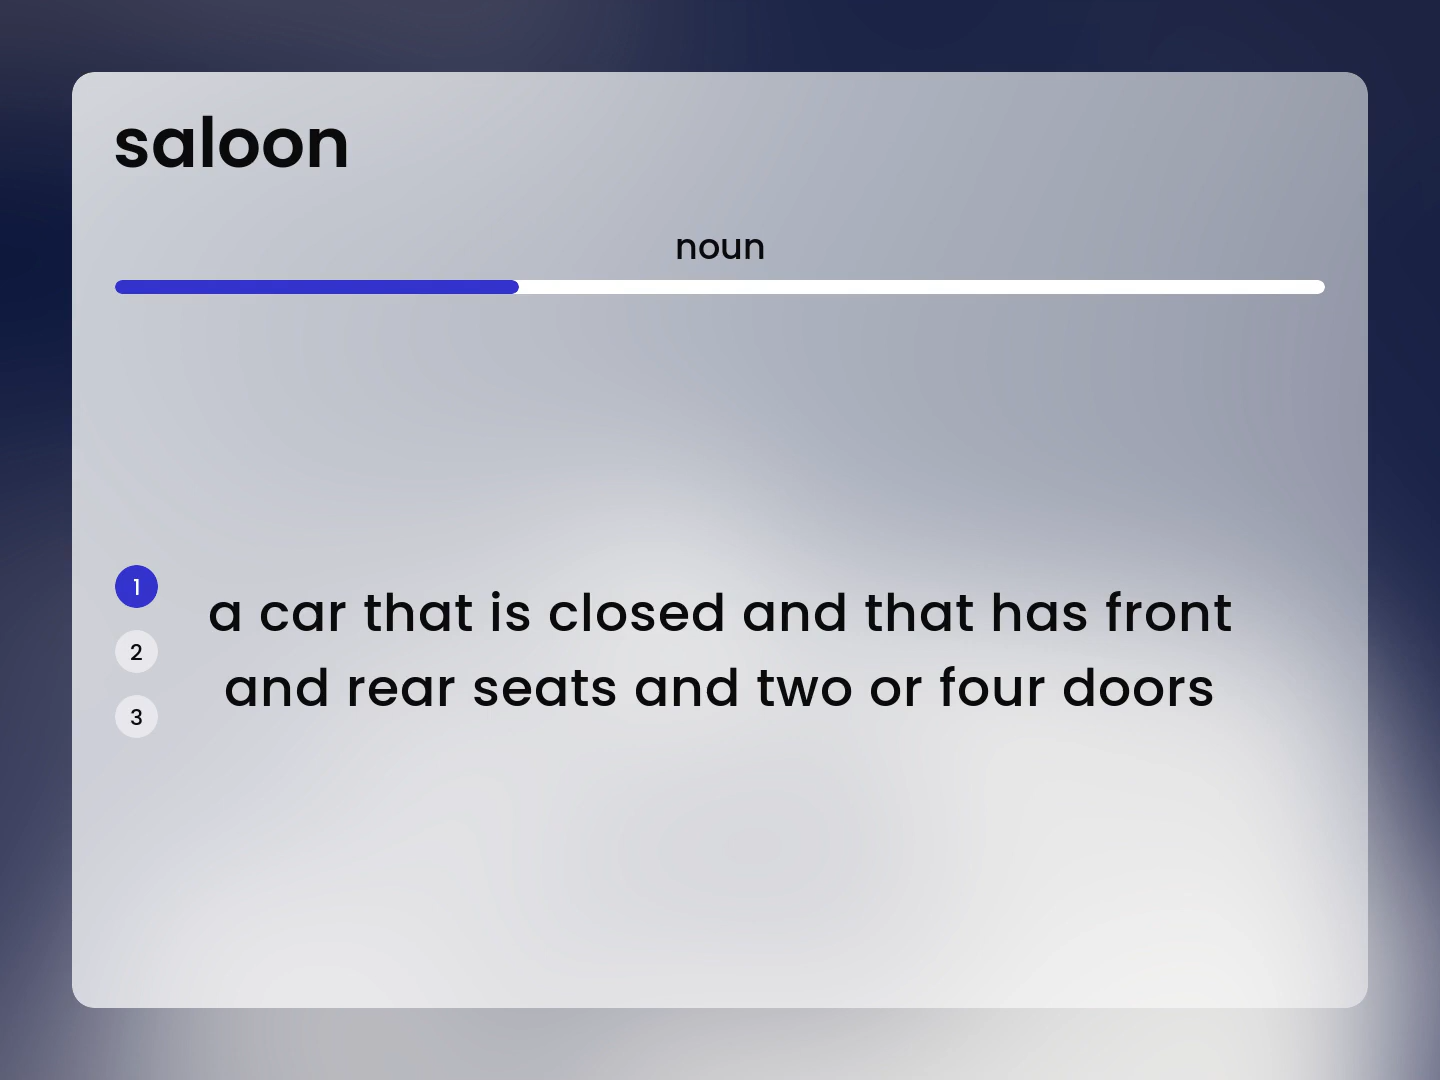 saloon
noun
1
2
3
a car that is closed and that has front
and rear seats and two or four doors